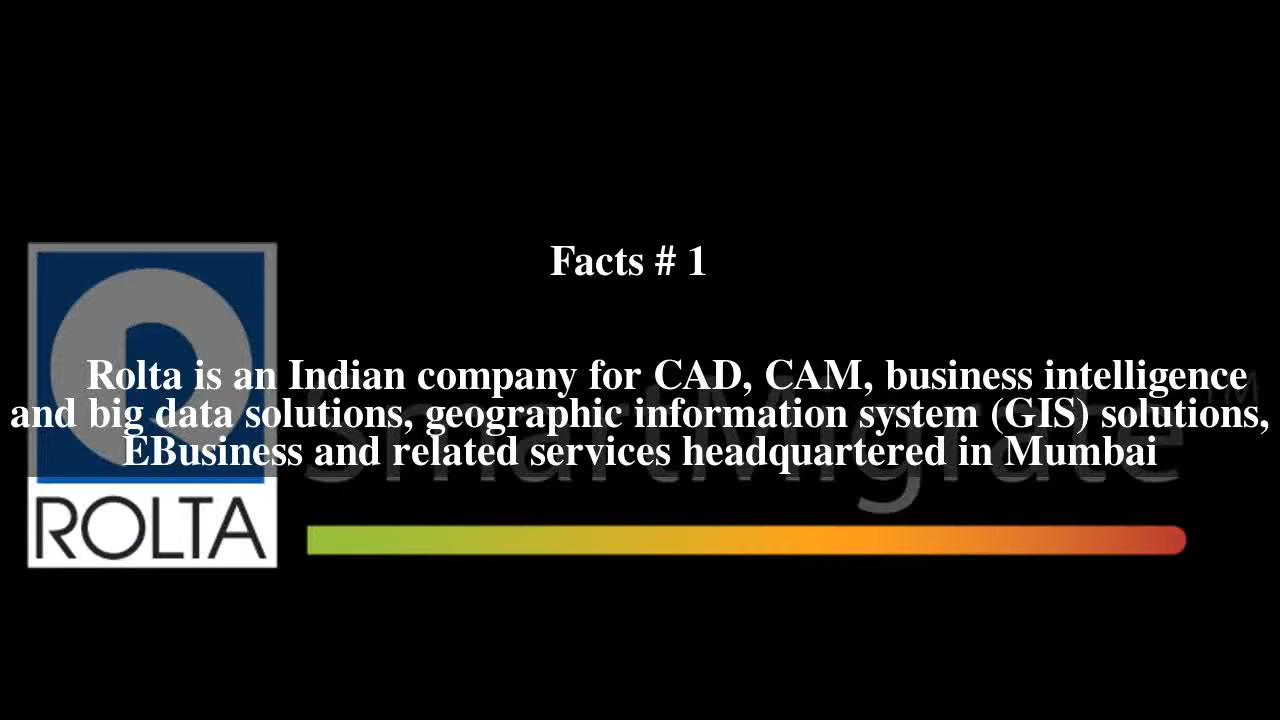 Facts # 1
Rolta is an Indian company for CAD, CAM, business intelligence
and big data solutions, geographic information system (GIS) solutions,
EBusiness and related services headquartered in Mumbai
SmartMigrate™
ROLTA